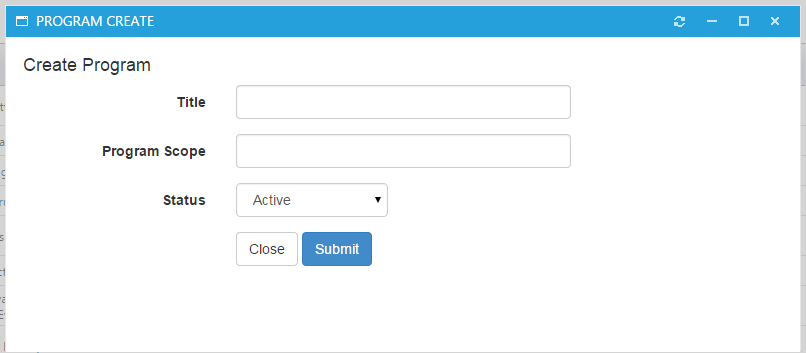 PROGRAM CREATE
Create Program
Title
Program Scope
Status Active
Close Submit